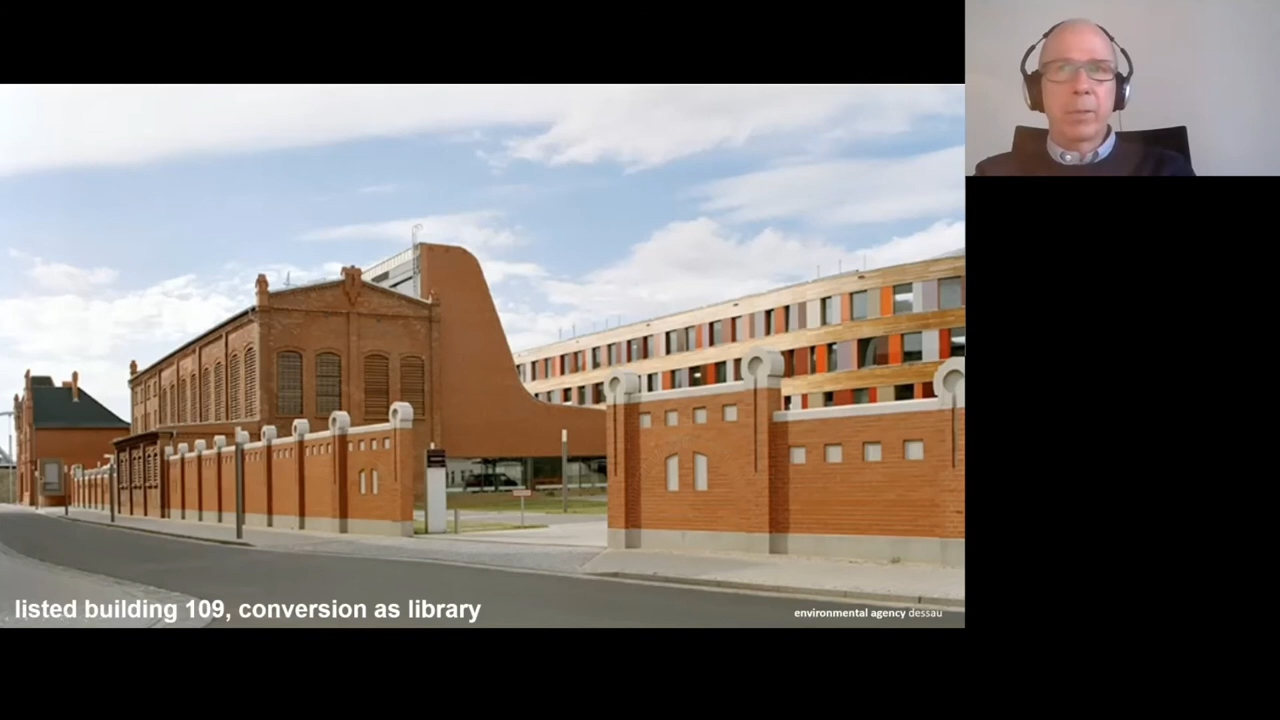 listed building 109, conversion as library
environmental agency dessau